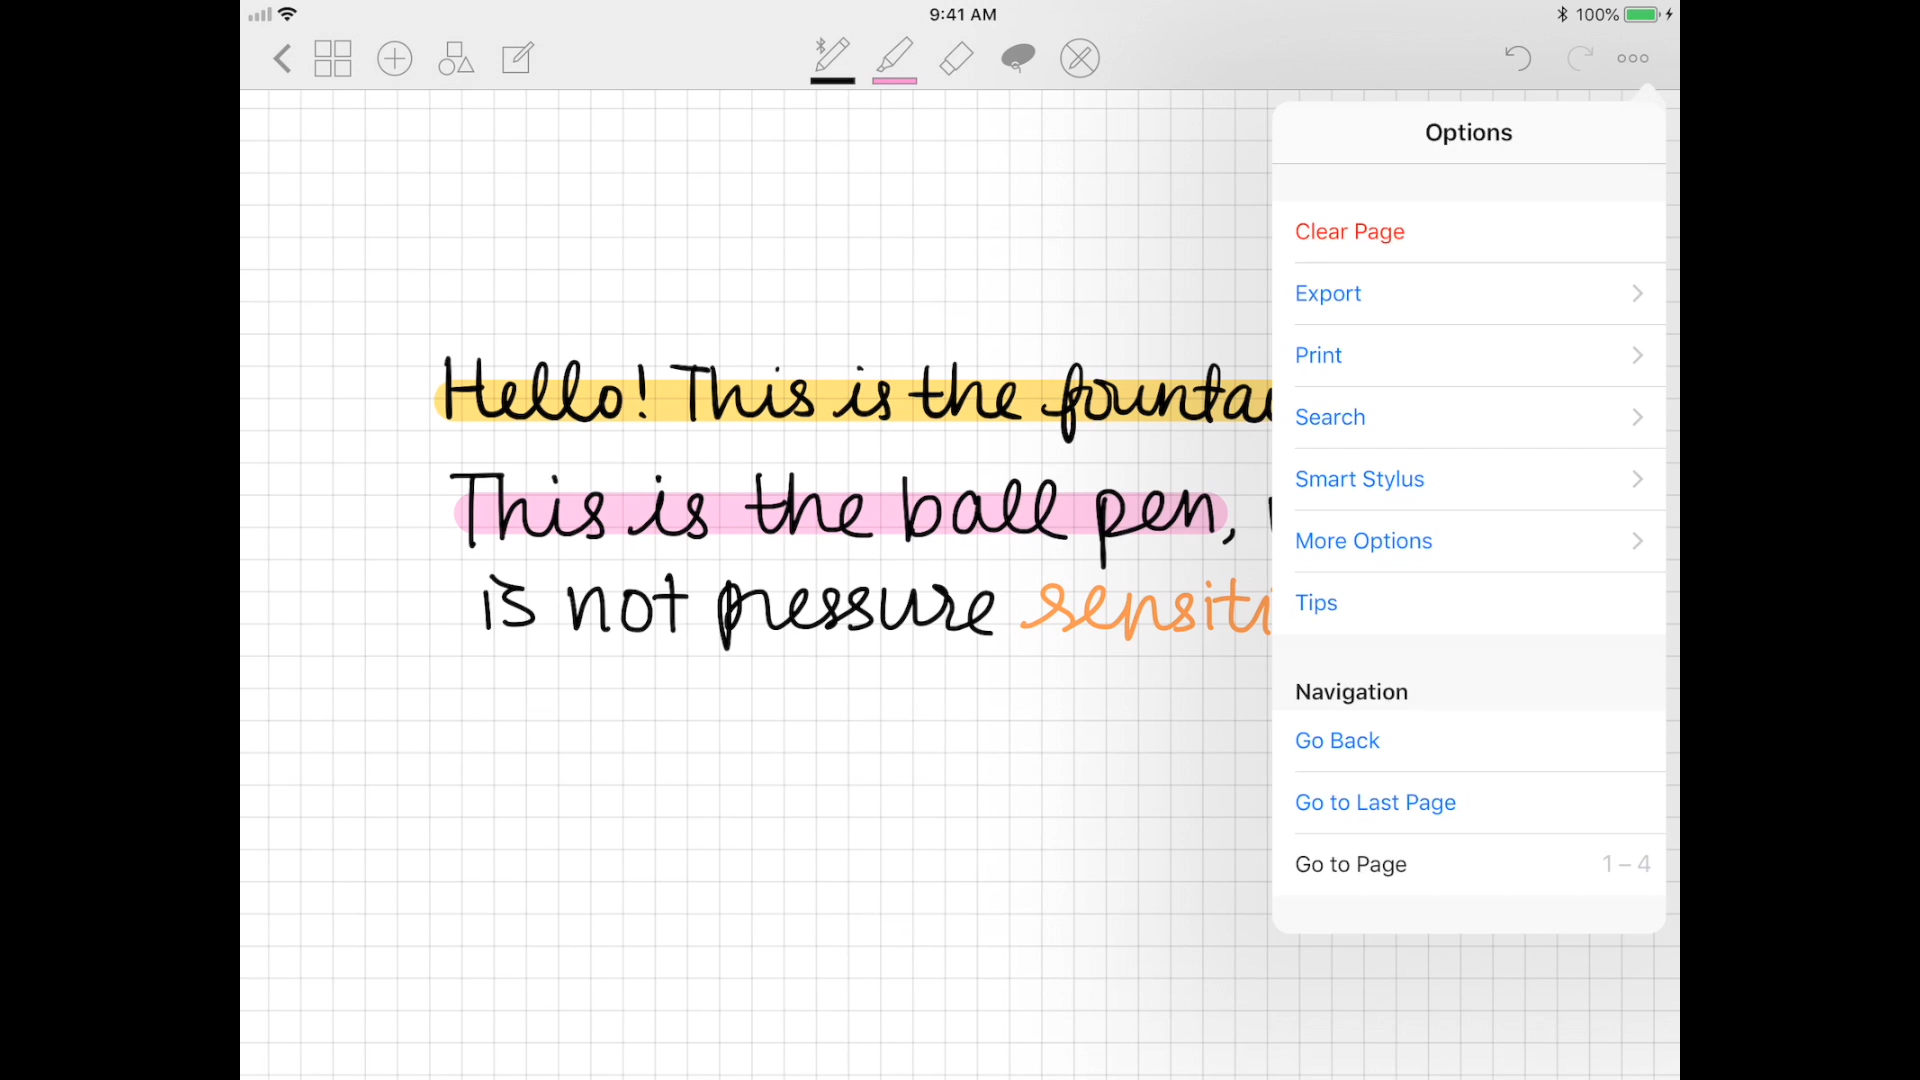 9:41 AM
100%
Options
Clear Page
Export
Print
Search
Smart Stylus
More Options
Tips
Navigation
Go Back
Go to Last Page
Go to Page 1 – 4
Hello! This is the
This is the ball pen,
is not pressure